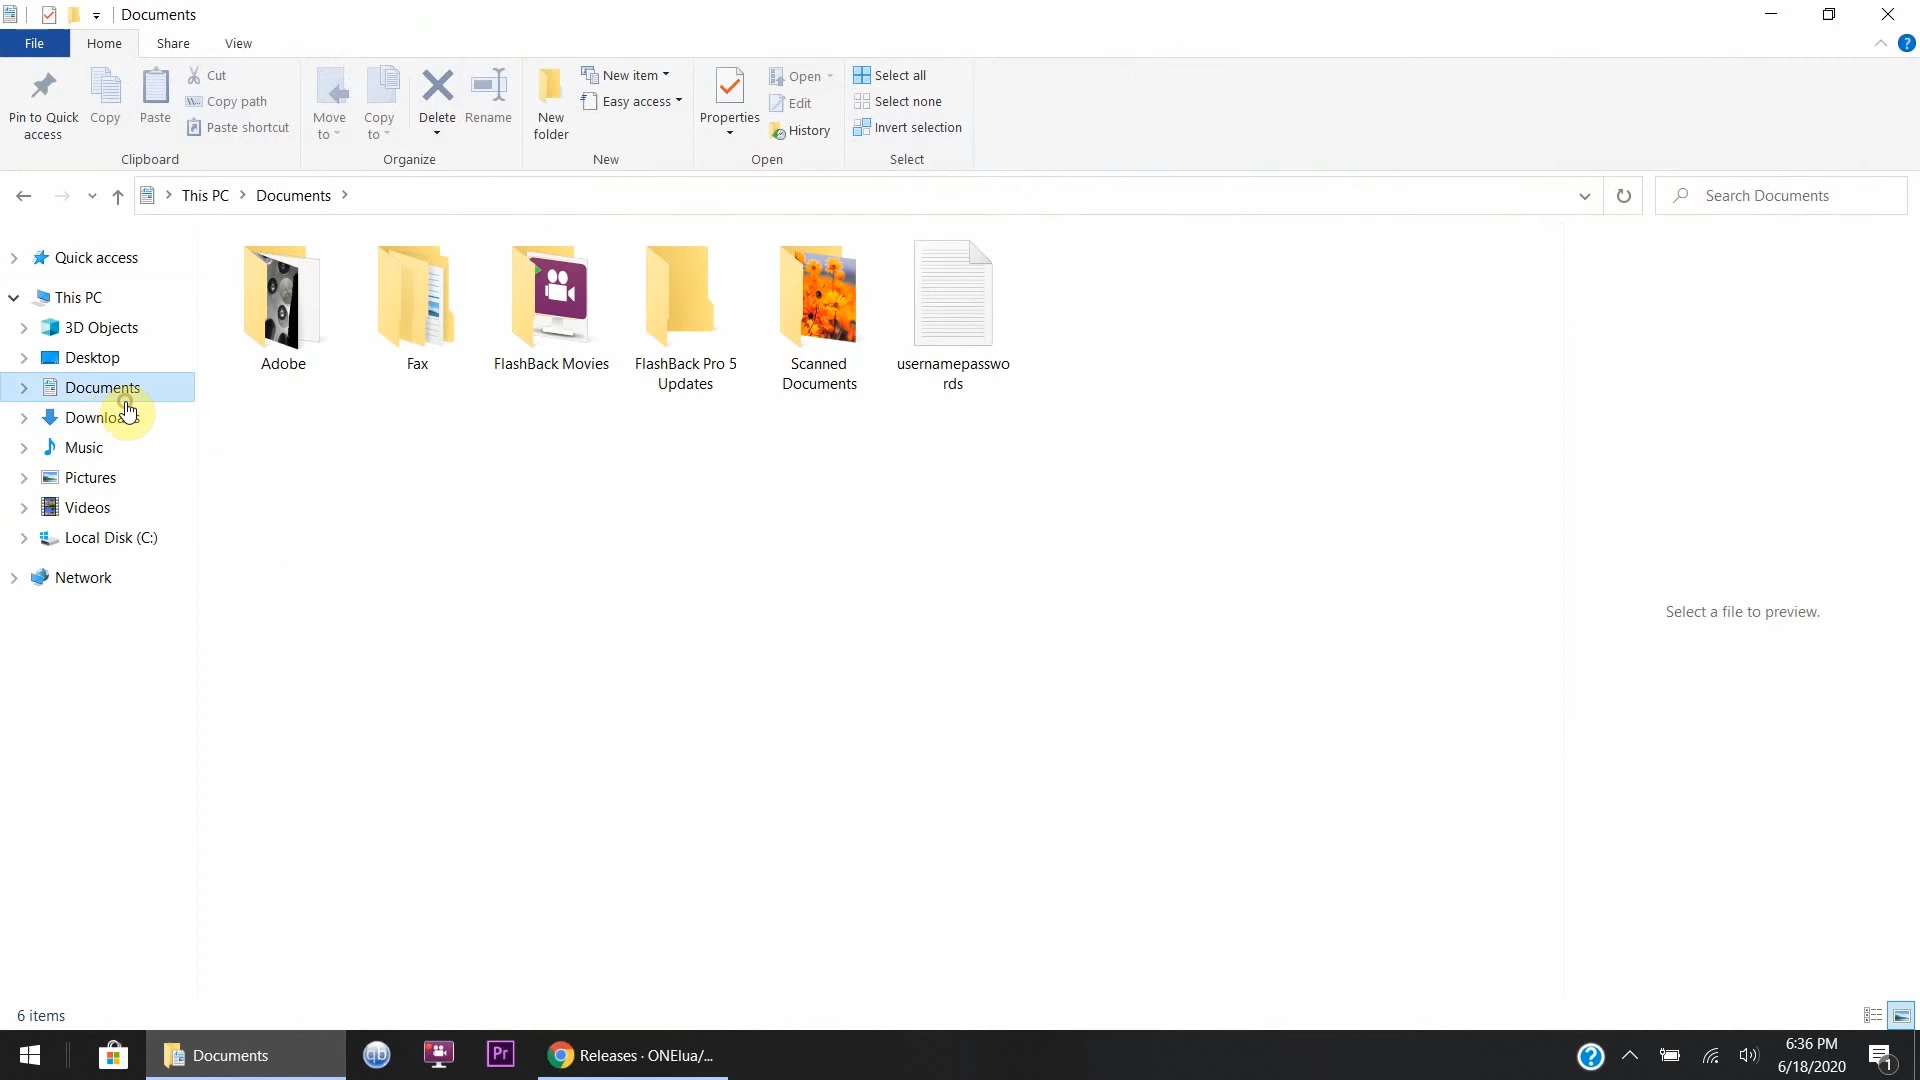 Documents
File Home Share View
Pin to Quick access
Copy
Paste
Cut
Copy path
Paste shortcut
Clipboard
Move to
Copy to
Delete
Rename
Organize
New folder
New item
Easy access
New
Properties
Open
Edit
History
Open
Select all
Select none
Invert selection
Select
This PC Documents
Search Documents
Quick access
This PC
3D Objects
Desktop
Documents
Downloads
Music
Pictures
Videos
Local Disk (C:)
Network
Adobe
Fax
FlashBack Movies
FlashBack Pro 5
Updates
Scanned
Documents
usernamepasswo
rds
Select a file to preview.
6 items
Documents
qb
Pr
Releases · ONElua/...
6:36 PM
6/18/2020
1